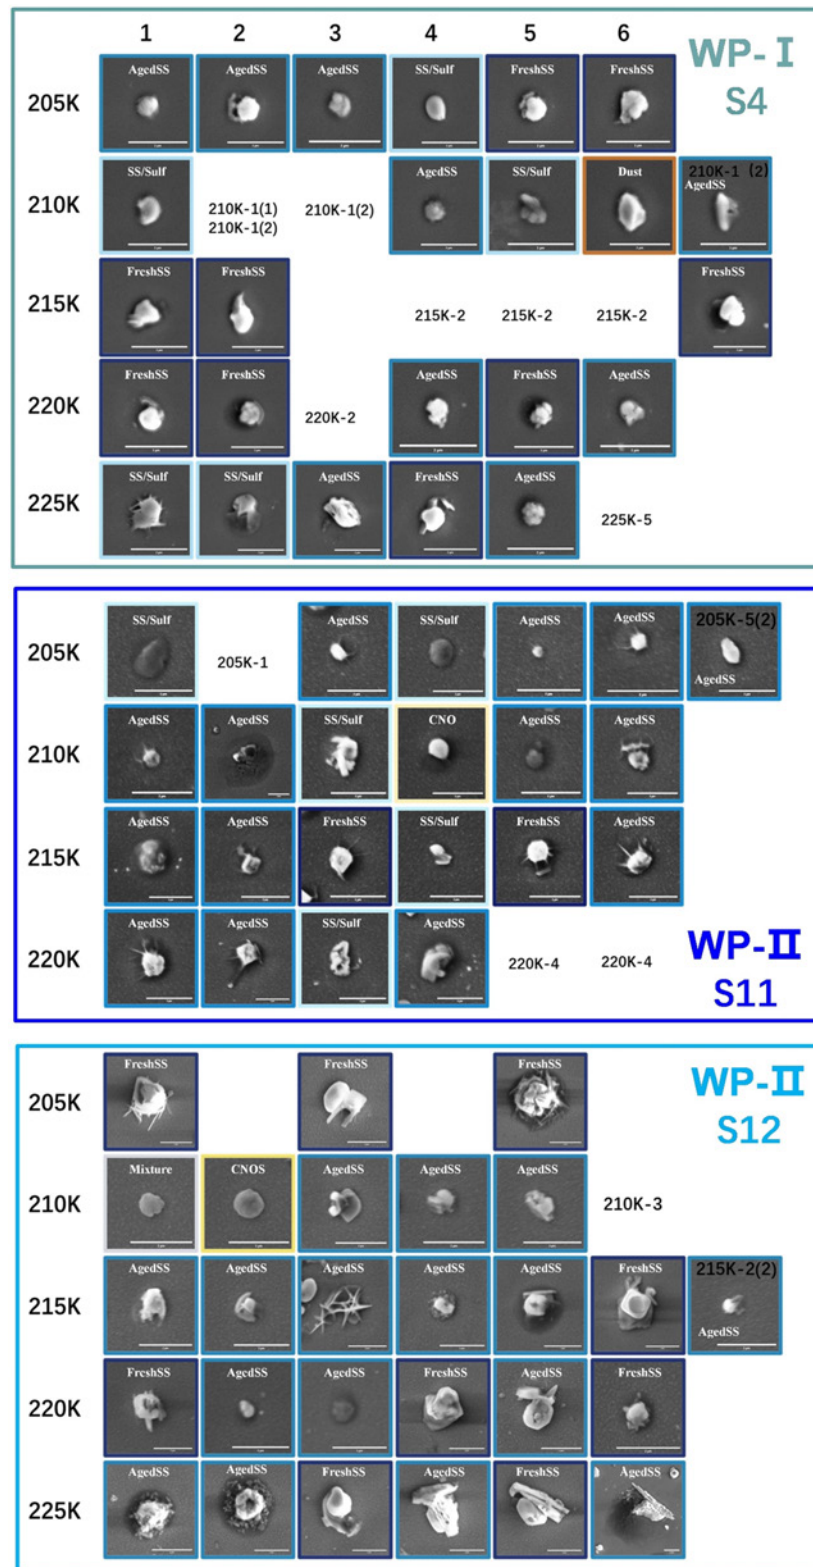 1 2 3 4 5 6
WP-Ⅰ
S4
205K
AgedSS AgedSS AgedSS SS/Sulf FreshSS FreshSS
210K
SS/Sulf 210K-1(1) 210K-1(2) AgedSS SS/Sulf Dust 210K-1 (2)
210K-1(2) AgedSS
215K
FreshSS FreshSS 215K-2 215K-2 215K-2 FreshSS
220K
FreshSS FreshSS 220K-2 AgedSS FreshSS AgedSS
225K
SS/Sulf SS/Sulf AgedSS FreshSS AgedSS 225K-5
205K
SS/Sulf 205K-1 AgedSS SS/Sulf AgedSS AgedSS 205K-5(2)
AgedSS
210K
AgedSS AgedSS SS/Sulf CNO AgedSS AgedSS
215K
AgedSS AgedSS FreshSS SS/Sulf FreshSS AgedSS
220K
AgedSS AgedSS SS/Sulf AgedSS 220K-4 220K-4
WP-Ⅱ
S11
205K
FreshSS FreshSS FreshSS
WP-Ⅱ
S12
210K
Mixture CNOS AgedSS AgedSS AgedSS 210K-3
215K
AgedSS AgedSS AgedSS AgedSS AgedSS FreshSS 215K-2(2)
AgedSS
220K
FreshSS AgedSS AgedSS FreshSS AgedSS FreshSS
225K
AgedSS AgedSS FreshSS AgedSS FreshSS AgedSS